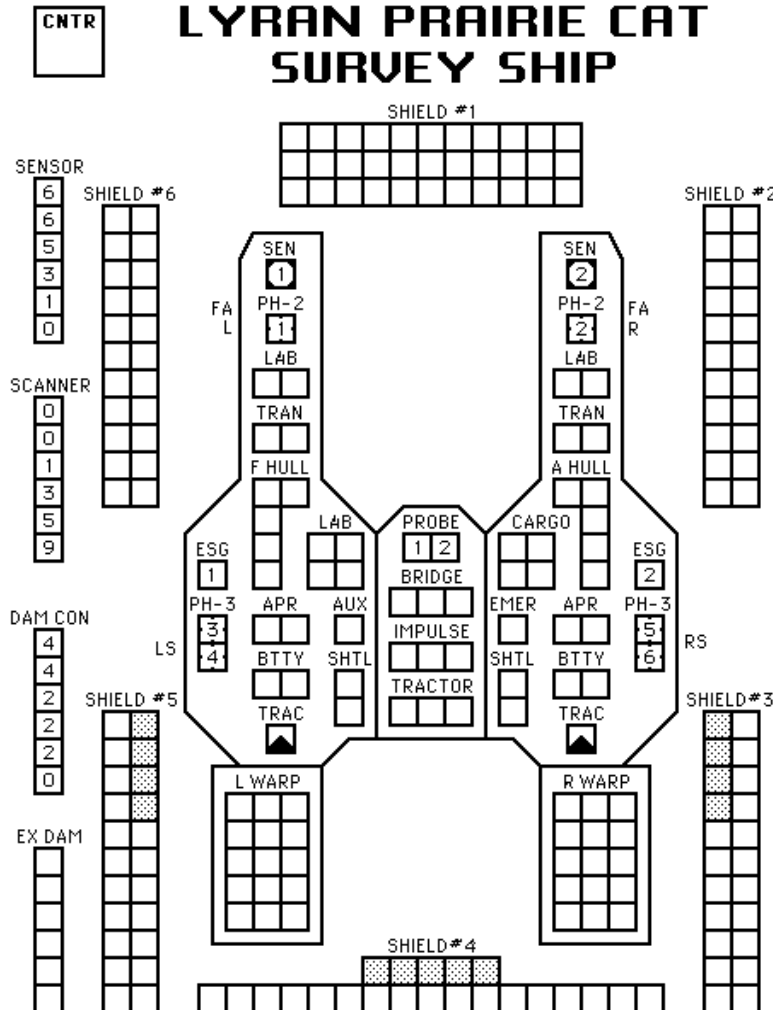 CNTR
LYRAN PRAIRIE CAT
SURVEY SHIP
SHIELD #1
SENSOR
6
6
5
3
1
0
SHIELD #6
SHIELD #2
SEN
1
SEN
2
FA
L
PH-2
1
PH-2
2
FA
R
LAB
LAB
SCANNER
0
0
1
3
5
9
TRAN
TRAN
F HULL
A HULL
LAB
PROBE
1 2
CARGO
ESG
1
ESG
2
BRIDGE
PH-3
3
4
APR
AUX
EMER
APR
PH-3
5
6
DAM CON
4
4
2
2
2
0
LS
IMPULSE
RS
BTTY
SHTL
SHTL
BTTY
TRACTOR
SHIELD #5
TRAC
TRAC
SHIELD#3
L WARP
R WARP
EX DAM
SHIELD#4